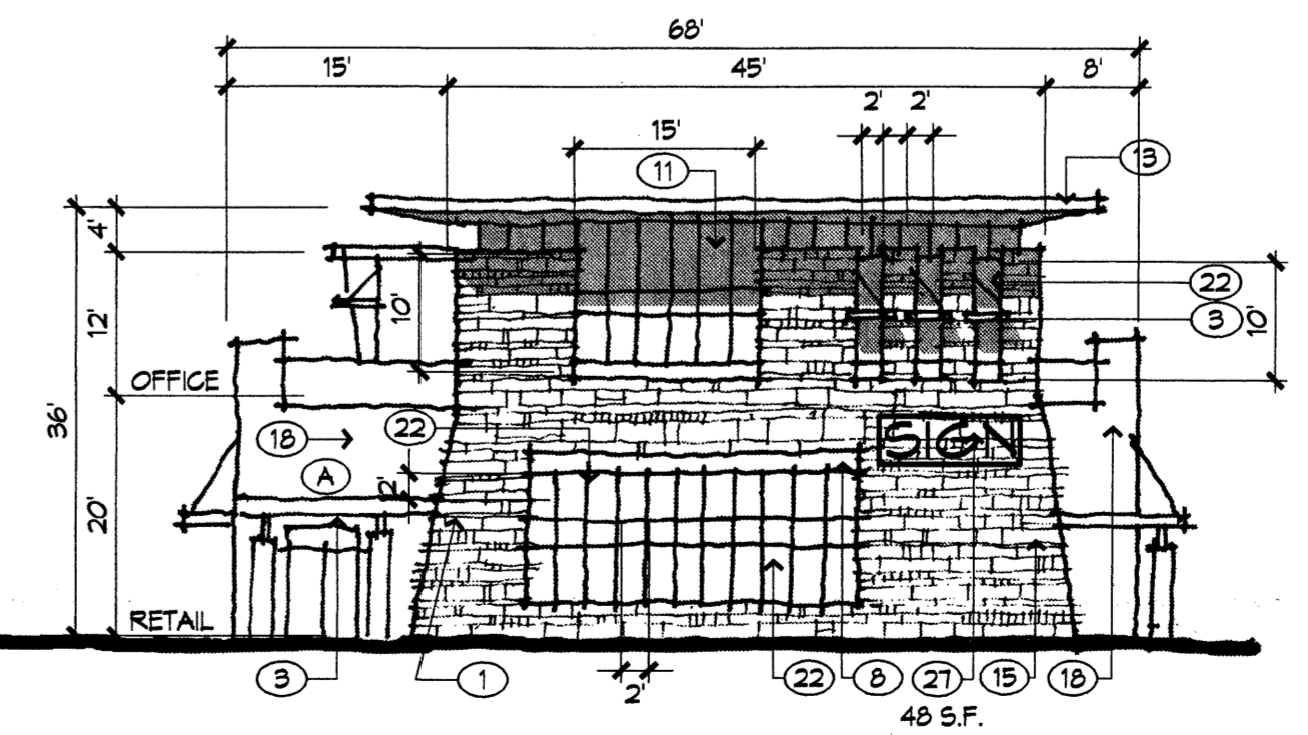 68'
15' 45' 8'
2' 2'
15'
11 13
4'
22
10' 3 10'
12'
OFFICE
36'
18 22 SIGN
A
2'
20'
RETAIL
3 1 2' 22 8 27 15 18
48 S.F.